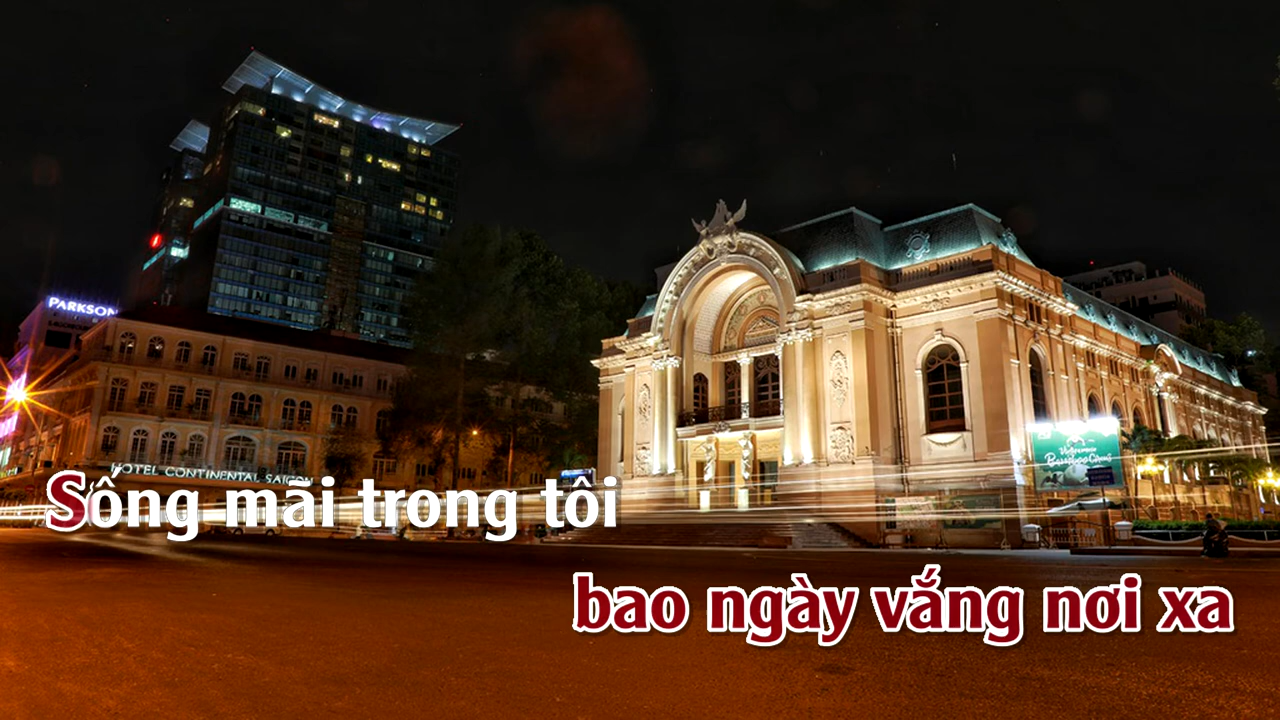 PARKSON
HOTEL CONTINENTAL SAIGON
Sống mãi trong tôi
bao ngày vắng nơi xa